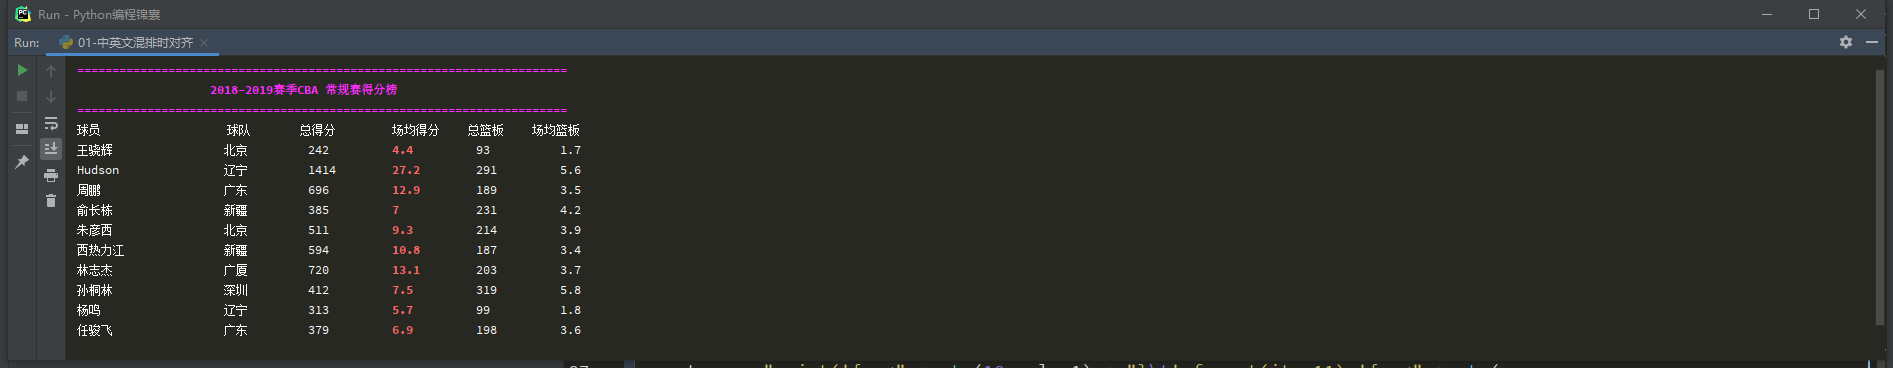 Run - Python编程锦囊
Run: 01-中英文混排时对齐
======================================================================
2018-2019赛季CBA 常规赛得分榜
======================================================================
球员 球队 总得分 场均得分 总篮板 场均篮板
王骁辉 北京 242 4.4 93 1.7
Hudson 辽宁 1414 27.2 291 5.6
周鹏 广东 696 12.9 189 3.5
俞长栋 新疆 385 7 231 4.2
朱彦西 北京 511 9.3 214 3.9
西热力江 新疆 594 10.8 187 3.4
林志杰 广厦 720 13.1 203 3.7
孙桐林 深圳 412 7.5 319 5.8
杨鸣 辽宁 313 5.7 99 1.8
任骏飞 广东 379 6.9 198 3.6